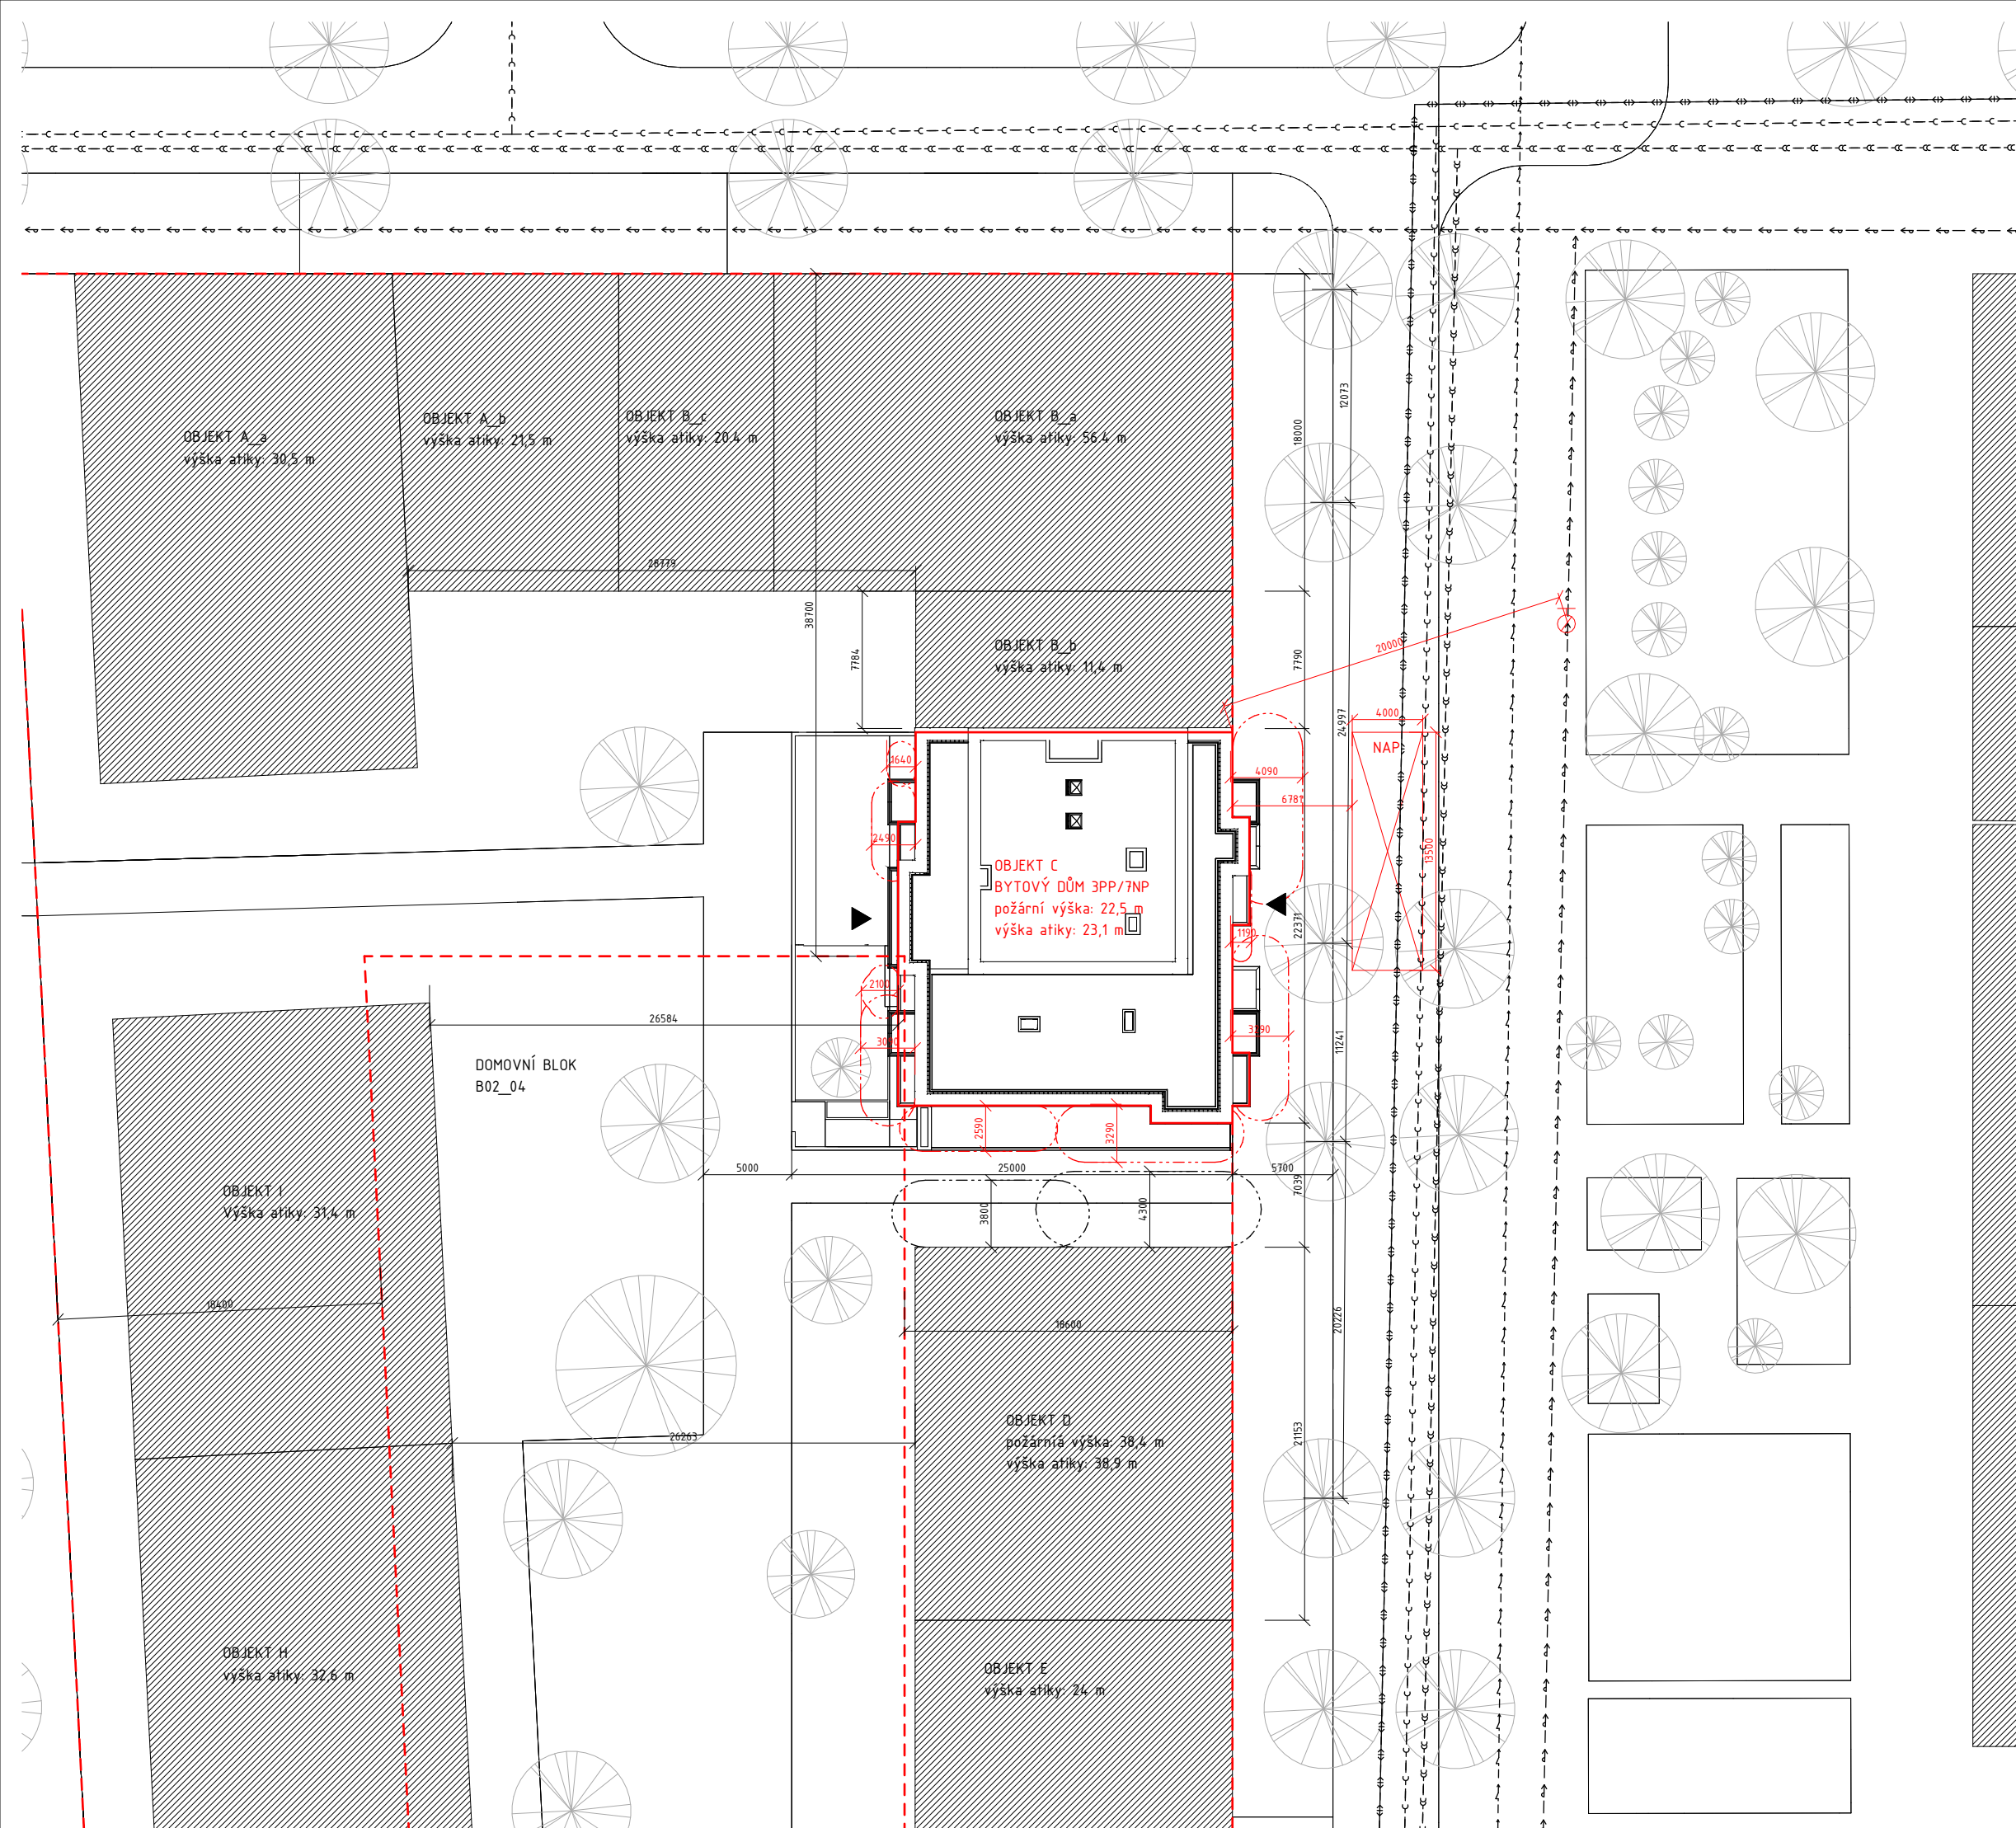 OBJEKT A_a
výška atiky: 30,5 m
OBJEKT A_b
výška atiky: 21,5 m
OBJEKT B_c
výška atiky: 20,4 m
OBJEKT B_a
výška atiky: 56,4 m
12073
18000
28779
38700
7784
OBJEKT B_b
výška atiky: 11,4 m
7790
20000
24997
4000
NAP
1640
4090
6781
2490
13500
OBJEKT C
BYTOVÝ DŮM 3PP/7NP
požární výška: 22,5 m
výška atiky: 23,1 m
22371
1190
2100
26584
3090
3290
11241
DOMOVNÍ BLOK
B02_04
2590
3290
5000
25000
5700
7039
3800
4300
OBJEKT I
Výška atiky: 31,4 m
18400
18600
20226
26263
OBJEKT D
požárníá výška: 38,4 m
výška atiky: 38,9 m
21153
OBJEKT H
výška atiky: 32,6 m
OBJEKT E
výška atiky: 24 m